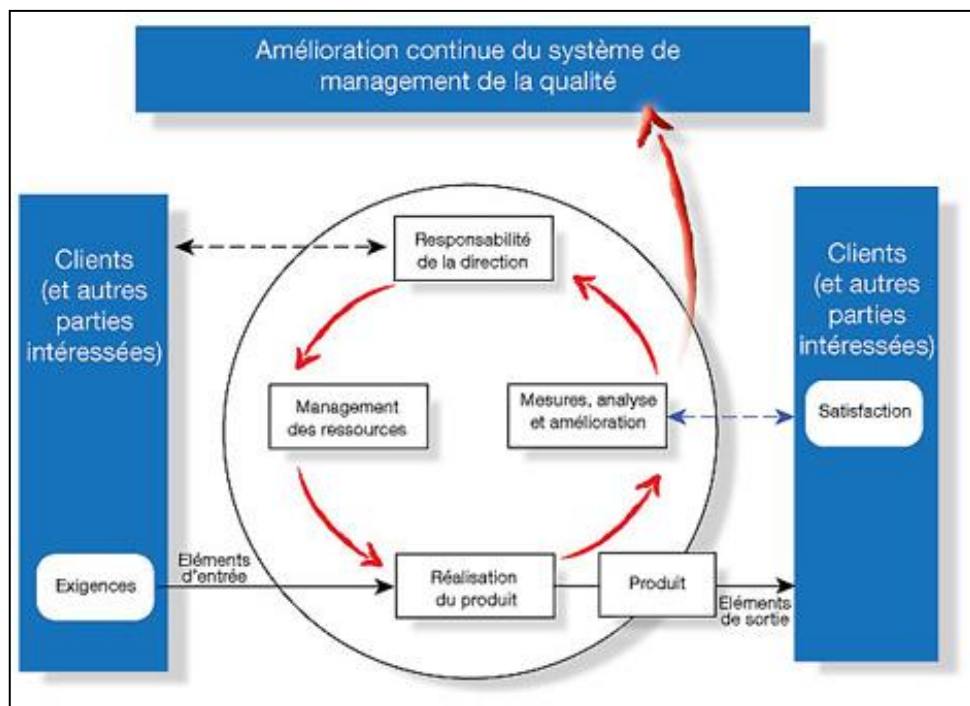 Amélioration continue du système de
management de la qualité
Clients
(et autres
parties
intéressées)
Responsabilité
de la direction
Clients
(et autres
parties
intéressées)
Management
des ressources
Mesures, analyse
et amélioration
Satisfaction
Exigences
Eléments
d'entrée
Réalisation
du produit
Produit
Eléments
de sortie